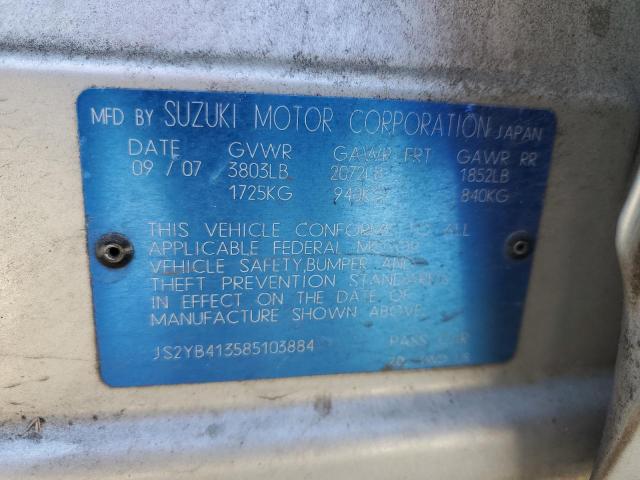 MFD BY SUZUKI MOTOR CORPORATION JAPAN
DATE GVWR GAWR FRT GAWR RR
09 / 07 3803LB 2072LB 1852LB
1725KG 940KG 840KG
THIS VEHICLE CONFORMS TO ALL
APPLICABLE FEDERAL MOTOR
VEHICLE SAFETY,BUMPER AND
THEFT PREVENTION STANDARDS
IN EFFECT ON THE DATE OF
MANUFACTURE SHOWN ABOVE.
JS2YB413585103884 PASS CAR